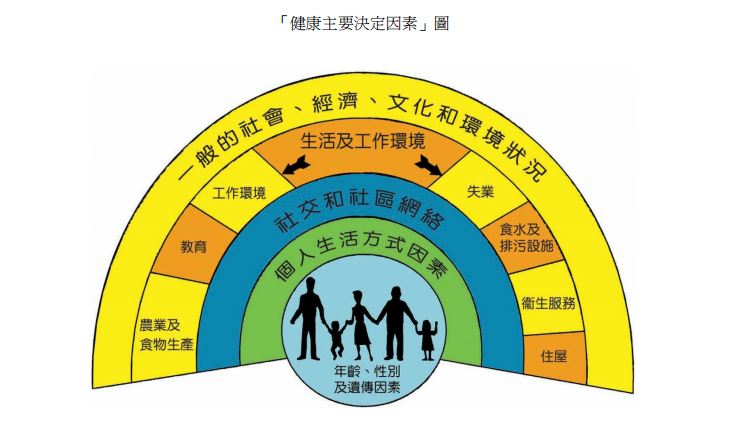 「健康主要決定因素」圖
一般的社會、經濟、文化和環境狀況
生活及工作環境
工作環境
失業
教育
食水及
排污設施
農業及
食物生產
衞生服務
住屋
社交和社區網絡
個人生活方式因素
年齡、性別
及遺傳因素